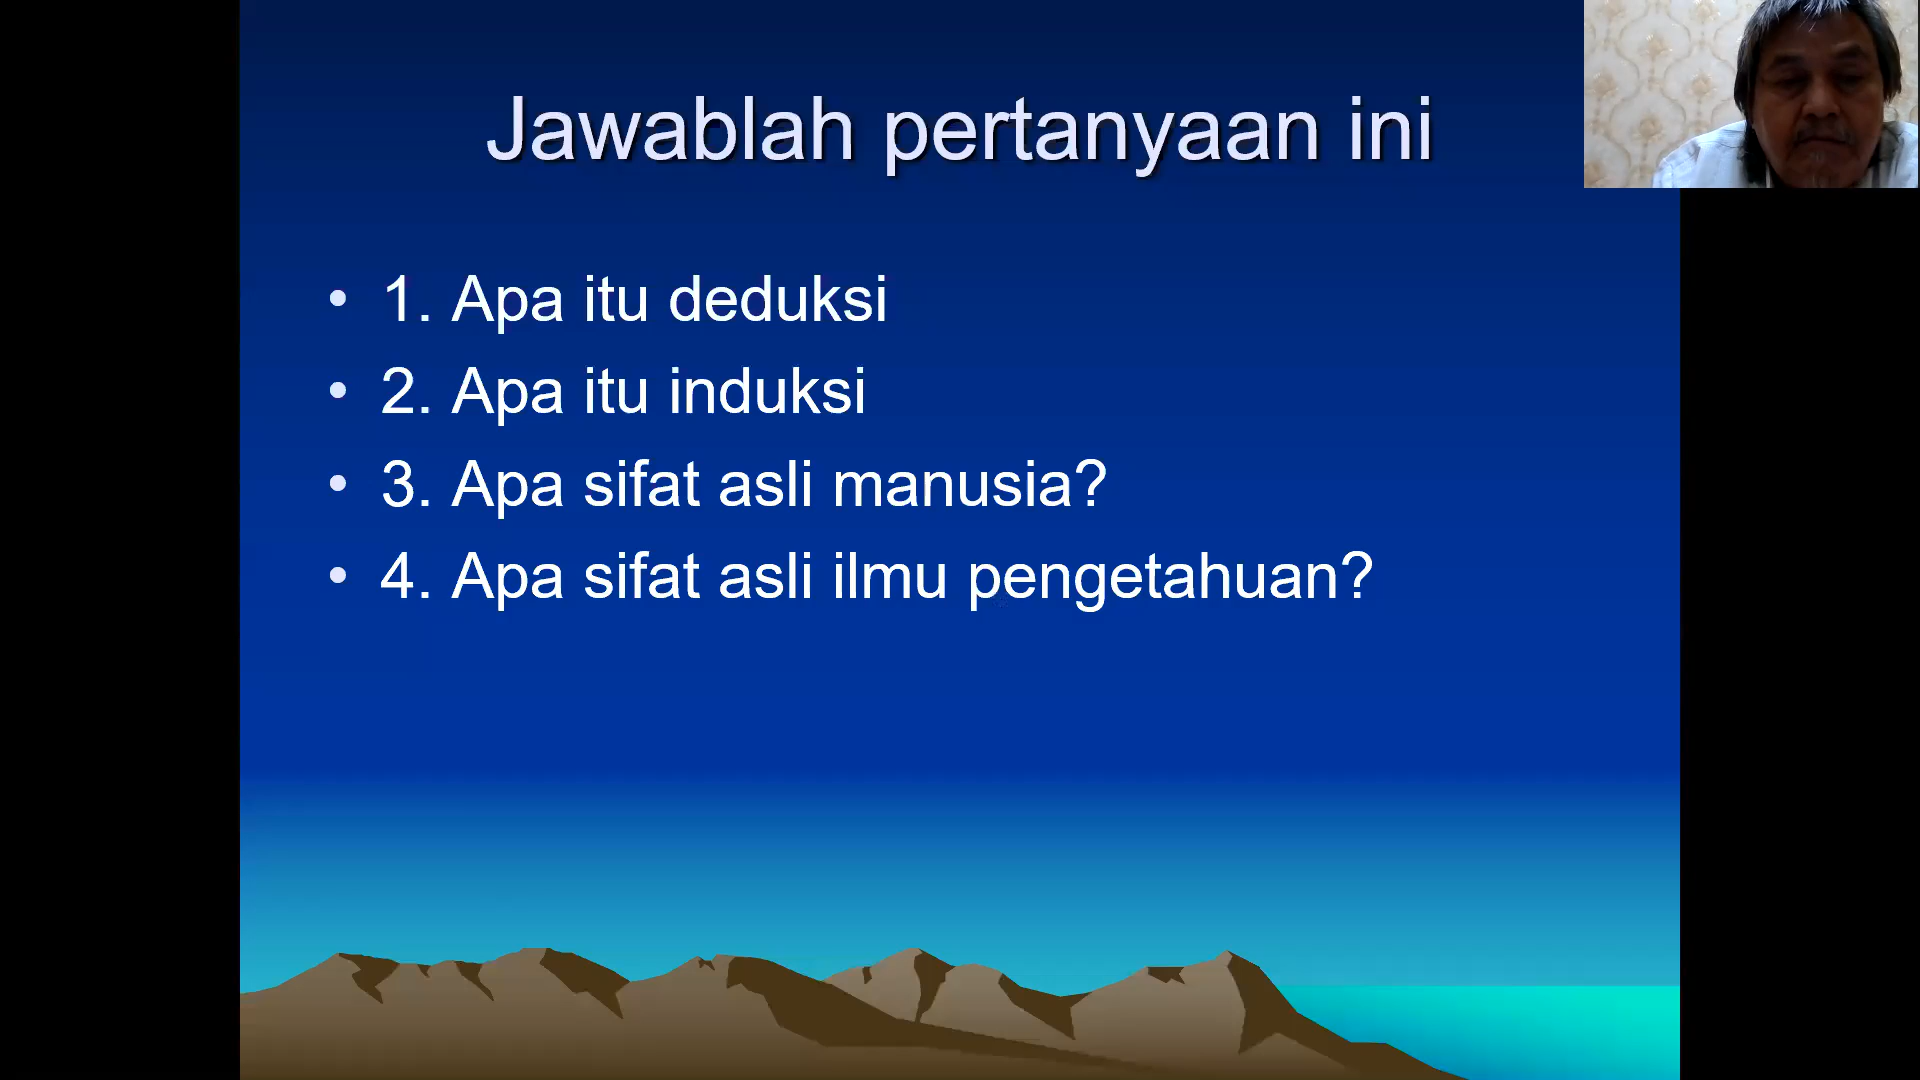 Jawablah pertanyaan ini
• 1. Apa itu deduksi
• 2. Apa itu induksi
• 3. Apa sifat asli manusia?
• 4. Apa sifat asli ilmu pengetahuan?